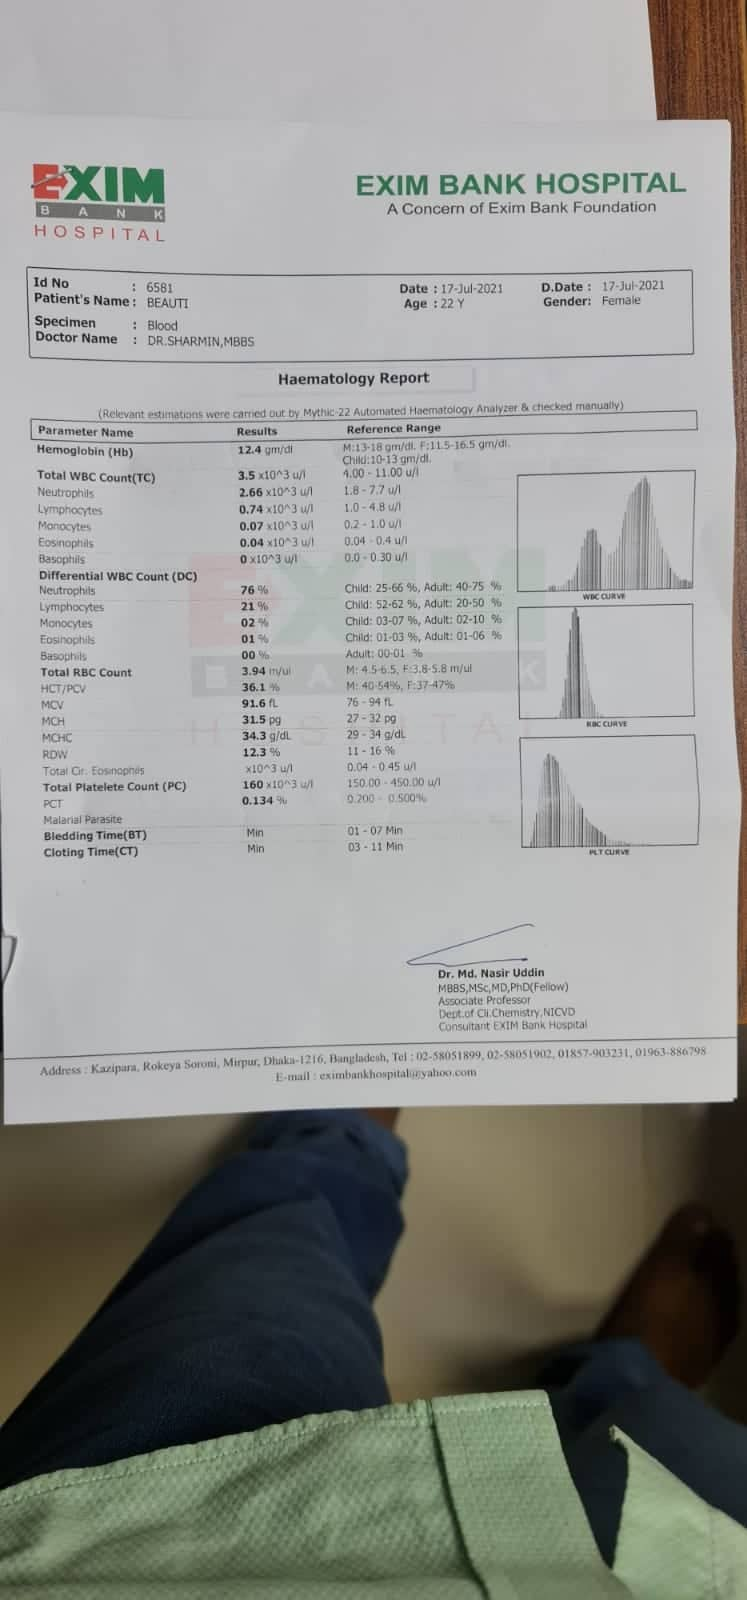 EXIM
BANK
HOSPITAL
EXIM BANK HOSPITAL
A Concern of Exim Bank Foundation
Id No : 6581 Date : 17-Jul-2021 D.Date : 17-Jul-2021
Patient's Name : BEAUTI Age : 22 Y Gender: Female
Specimen : Blood
Doctor Name : DR.SHARMIN,MBBS
Haematology Report
(Relevant estimations were carried out by Mythic-22 Automated Haematology Analyzer & checked manually)
Parameter Name Results Reference Range
Hemoglobin (Hb) 12.4 gm/dl M:13-18 gm/dl. F:11.5-16.5 gm/dl.
Child:10-13 gm/dl.
Total WBC Count(TC) 3.5 x10^3 u/l 4.00 - 11.00 u/l
Neutrophils 2.66 x10^3 u/l 1.8 - 7.7 u/l
Lymphocytes 0.74 x10^3 u/l 1.0 - 4.8 u/l
Monocytes 0.07 x10^3 u/l 0.2 - 1.0 u/l
Eosinophils 0.04 x10^3 u/l 0.04 - 0.4 u/l
Basophils 0 x10^3 u/l 0.0 - 0.30 u/l
WBC CURVE
Differential WBC Count (DC)
Neutrophils 76 % Child: 25-66 %, Adult: 40-75 %
Lymphocytes 21 % Child: 52-62 %, Adult: 20-50 %
Monocytes 02 % Child: 03-07 %, Adult: 02-10 %
Eosinophils 01 % Child: 01-03 %, Adult: 01-06 %
Basophils 00 % Adult: 00-01 %
Total RBC Count 3.94 m/ul M: 4.5-6.5, F:3.8-5.8 m/ul
HCT/PCV 36.1 % M: 40-54%, F:37-47%
MCV 91.6 fL 76 - 94 fL
MCH 31.5 pg 27 - 32 pg
RBC CURVE
MCHC 34.3 g/dL 29 - 34 g/dL
RDW 12.3 % 11 - 16 %
Total Cir. Eosinophils x10^3 u/l 0.04 - 0.45 u/l
Total Platelete Count (PC) 160 x10^3 u/l 150.00 - 450.00 u/l
PCT 0.134 % 0.200 - 0.500%
Malarial Parasite
Bledding Time(BT) Min 01 - 07 Min
Cloting Time(CT) Min 03 - 11 Min
PLT CURVE
Dr. Md. Nasir Uddin
MBBS,MSc,MD,PhD(Fellow)
Associate Professor
Dept.of Cli.Chemistry,NICVD
Consultant EXIM Bank Hospital
Address : Kazipara, Rokeya Soroni, Mirpur, Dhaka-1216, Bangladesh, Tel : 02-58051899, 02-58051902, 01857-903231, 01963-886798
E-mail : eximbankhospital@yahoo.com